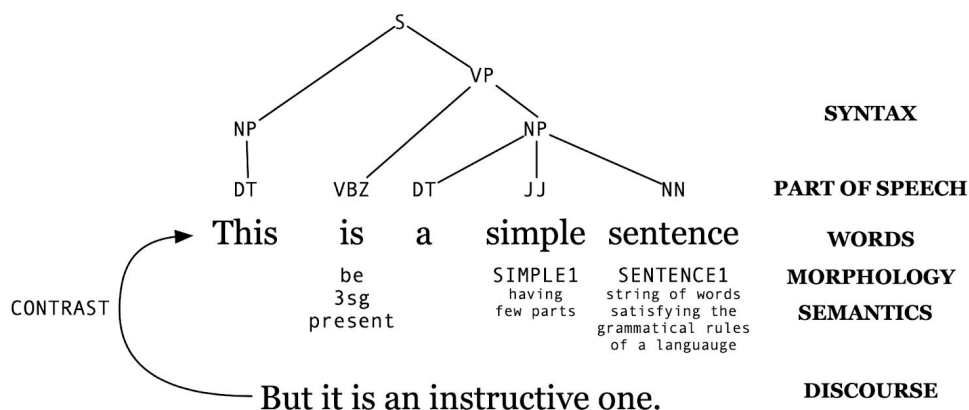 S
VP
NP NP SYNTAX
DT VBZ DT JJ NN PART OF SPEECH
This is a simple sentence WORDS
be SIMPLE1 SENTENCE1 MORPHOLOGY
3sg having string of words
CONTRAST present few parts satisfying the SEMANTICS
grammatical rules
of a languauge
But it is an instructive one. DISCOURSE